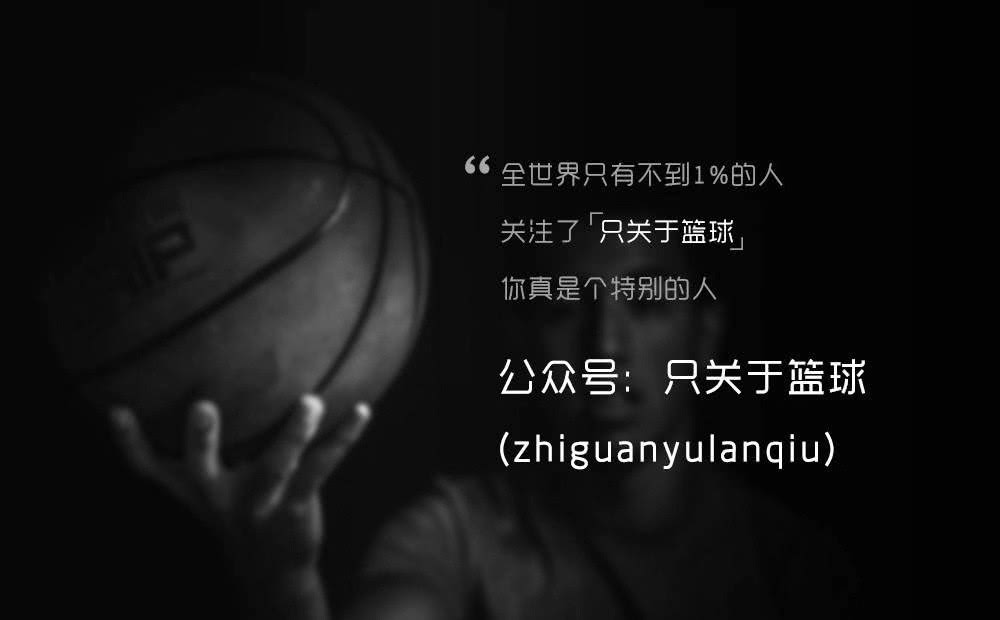 “全世界只有不到1%的人
关注了「只关于篮球」
你真是个特别的人
公众号：只关于篮球
(zhiguanyulanqiu)